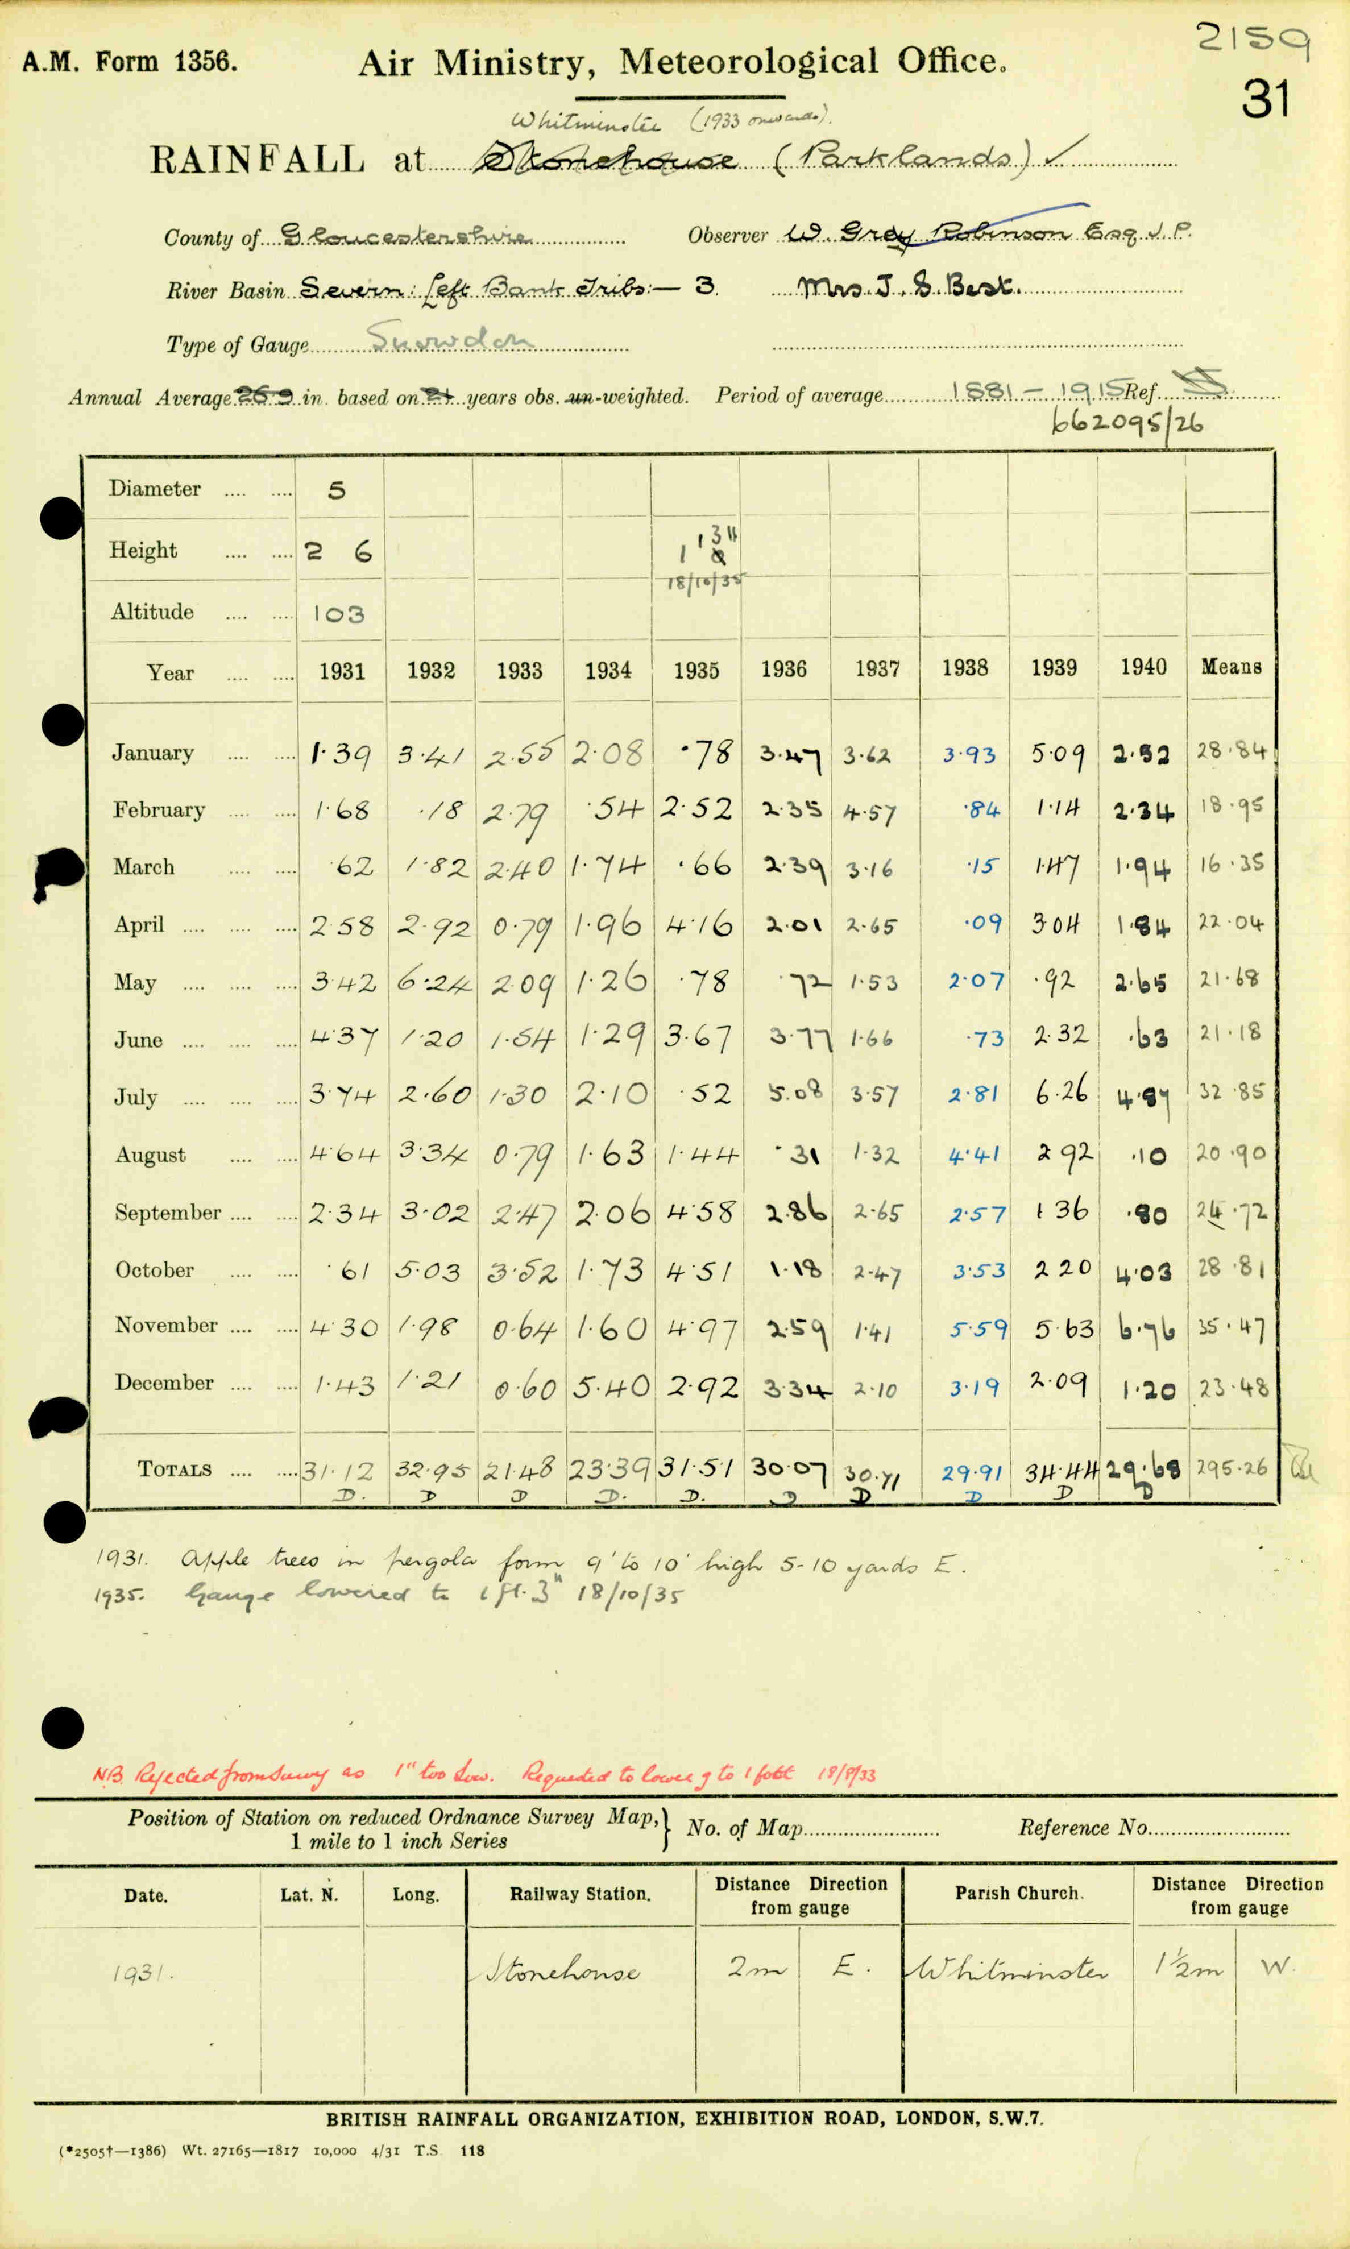 2159
A.M. Form 1356. Air Ministry, Meteorological Office.
31
Whitminster (1933 onwards).
RAINFALL at Stonehouse (Parklands) ✓
County of Gloucestershire Observer W. Grey Robinson Esq J.P.
River Basin Severn: Left Bank Tribs:— 3. Mrs J. S. Best.
Type of Gauge Snowdon
Annual Average 26.9 in. based on years obs. un-weighted. Period of average 1881 – 1915 Ref.
662095/26
Diameter 5
Height 2 6 1 3"
18/10/35
Altitude 103
Year 1931 1932 1933 1934 1935 1936 1937 1938 1939 1940 Means
January 1.39 3.41 2.55 2.08 .78 3.47 3.62 3.93 5.09 2.52 28.84
February 1.68 .18 2.79 .54 2.52 2.35 4.57 .84 1.14 2.34 18.95
March .62 1.82 2.40 1.74 .66 2.39 3.16 .15 1.47 1.94 16.35
April 2.58 2.92 0.79 1.96 4.16 2.01 2.65 .09 3.04 1.84 22.04
May 3.42 6.24 2.09 1.26 .78 .72 1.53 2.07 .92 2.65 21.68
June 4.37 1.20 1.54 1.29 3.67 3.77 1.66 .73 2.32 .63 21.18
July 3.74 2.60 1.30 2.10 .52 5.08 3.57 2.81 6.26 4.87 32.85
August 4.64 3.34 0.79 1.63 1.44 .31 1.32 4.41 2.92 .10 20.90
September 2.34 3.02 2.47 2.06 4.58 2.86 2.65 2.57 1.36 .80 24.72
October .61 5.03 3.52 1.73 4.51 1.18 2.47 3.53 2.20 4.03 28.81
November 4.30 1.98 0.64 1.60 4.97 2.59 1.41 5.59 5.63 6.76 35.47
December 1.43 1.21 0.60 5.40 2.92 3.34 2.10 3.19 2.09 1.20 23.48
TOTALS 31.12 32.95 21.48 23.39 31.51 30.07 30.71 29.91 34.44 29.68 295.26
D. D D D. D. D D D D D
1931. Apple trees in pergola form 9' to 10' high 5-10 yards E.
1935. Gauge lowered to 1 ft. 3" 18/10/35
N.B. Rejected from Survey as 1" too low. Requested to lower g to 1 foot 18/8/33
Position of Station on reduced Ordnance Survey Map, 1 mile to 1 inch Series } No. of Map Reference No.
Date. Lat. N. Long. Railway Station. Distance Direction from gauge Parish Church. Distance Direction from gauge
1931. Stonehouse 2m E. Whitminster 1½m W.
BRITISH RAINFALL ORGANIZATION, EXHIBITION ROAD, LONDON, S.W.7.
(*2505†—1386) Wt. 27165—1817 10,000 4/31 T.S. 118